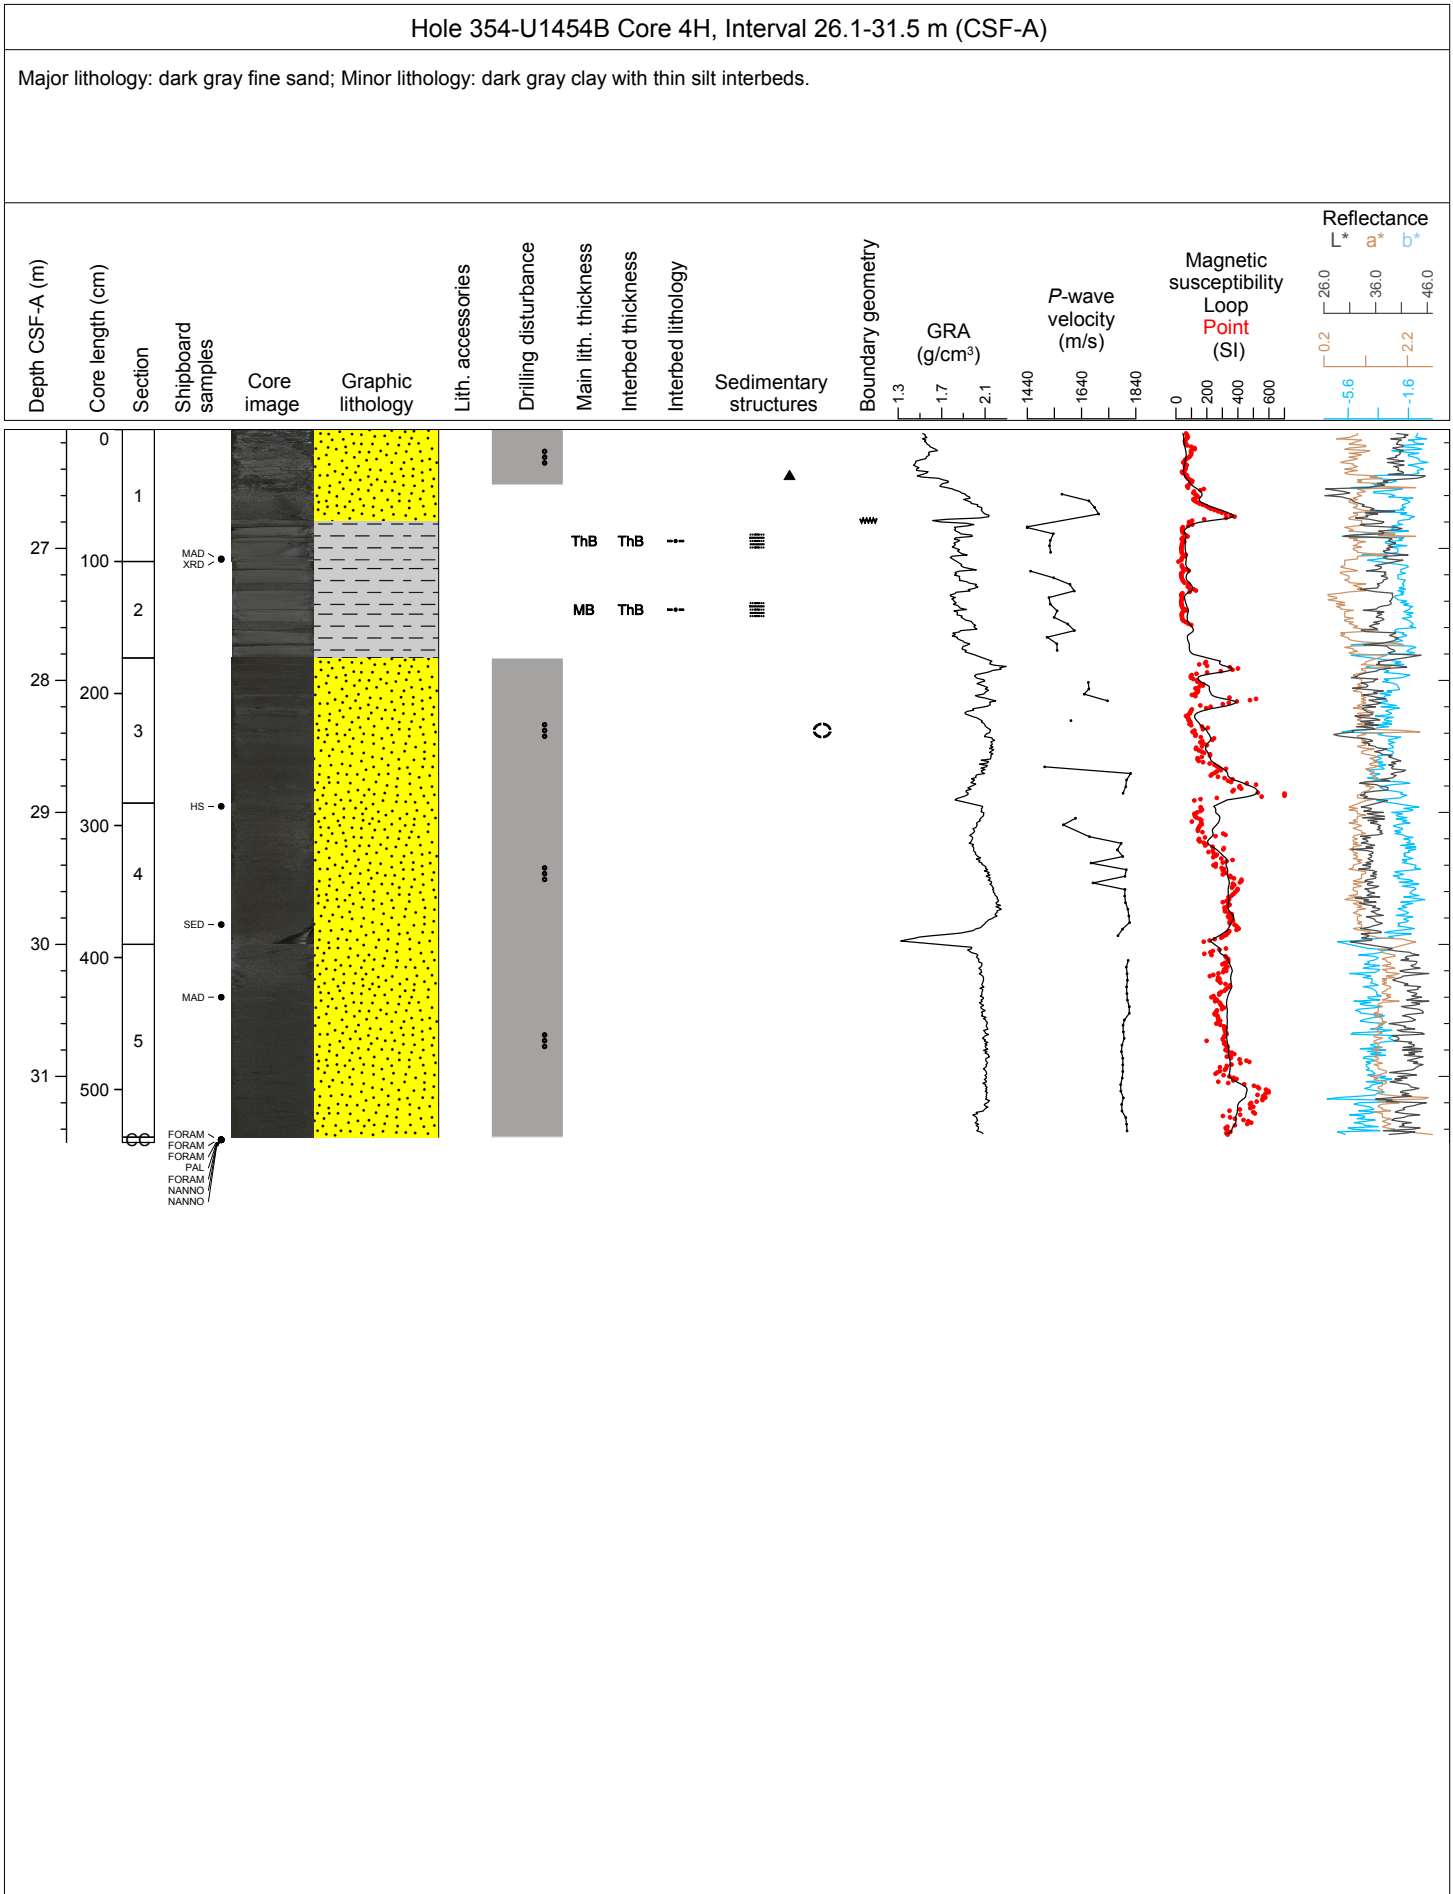 Hole 354-U1454B Core 4H, Interval 26.1-31.5 m (CSF-A)
Major lithology: dark gray fine sand; Minor lithology: dark gray clay with thin silt interbeds.
Depth CSF-A (m)
Core length (cm)
Section
Shipboard
samples
Core
image
Graphic
lithology
Lith. accessories
Drilling disturbance
Main lith. thickness
Interbed thickness
Interbed lithology
Sedimentary
structures
Boundary geometry
GRA
(g/cm³)
1.3
1.7
2.1
P-wave
velocity
(m/s)
1440
1640
1840
Magnetic
susceptibility
Loop
Point
(SI)
0
200
400
600
Reflectance
L* a* b*
26.0
36.0
46.0
0.2
2.2
-5.6
-1.6
0
1
27
100
MAD
XRD
ThB ThB
2
MB ThB
28
200
3
29
HS
300
4
SED
30
400
MAD
5
31
500
CC
FORAM
FORAM
FORAM
PAL
FORAM
NANNO
NANNO